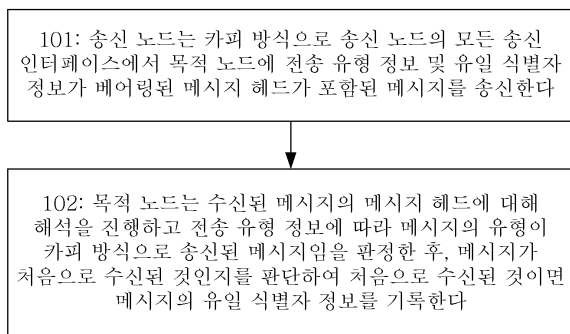 101: 송신 노드는 카피 방식으로 송신 노드의 모든 송신
인터페이스에서 목적 노드에 전송 유형 정보 및 유일 식별자
정보가 베어링된 메시지 헤드가 포함된 메시지를 송신한다
102: 목적 노드는 수신된 메시지의 메시지 헤드에 대해
해석을 진행하고 전송 유형 정보에 따라 메시지의 유형이
카피 방식으로 송신된 메시지임을 판정한 후, 메시지가
처음으로 수신된 것인지를 판단하여 처음으로 수신된 것이면
메시지의 유일 식별자 정보를 기록한다